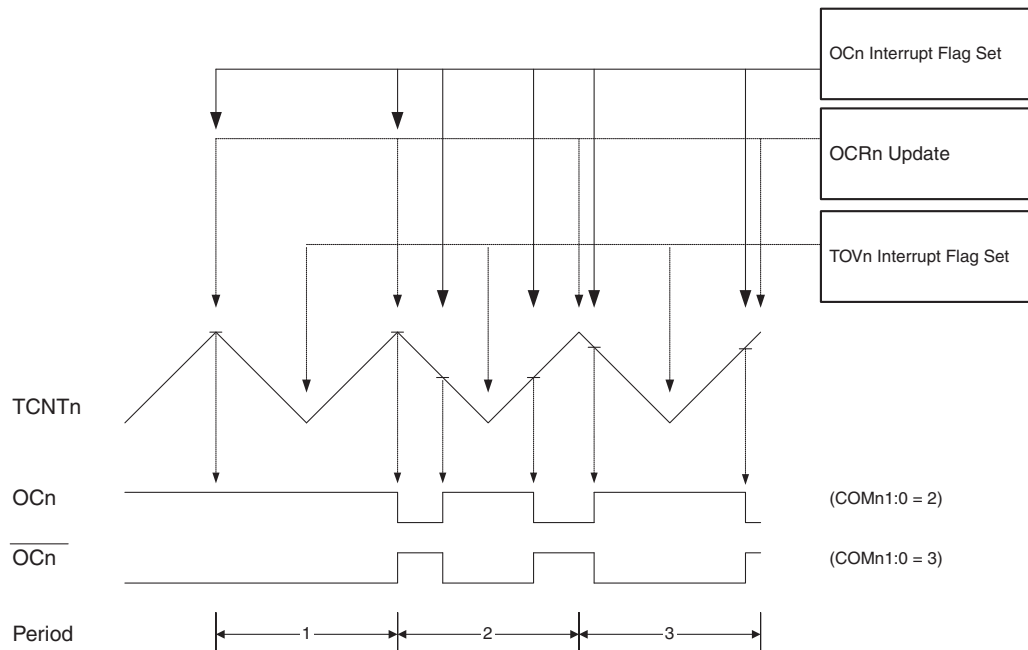 OCn Interrupt Flag Set
OCRn Update
TOVn Interrupt Flag Set
TCNTn
OCn (COMn1:0 = 2)
OCn (COMn1:0 = 3)
Period 1 2 3